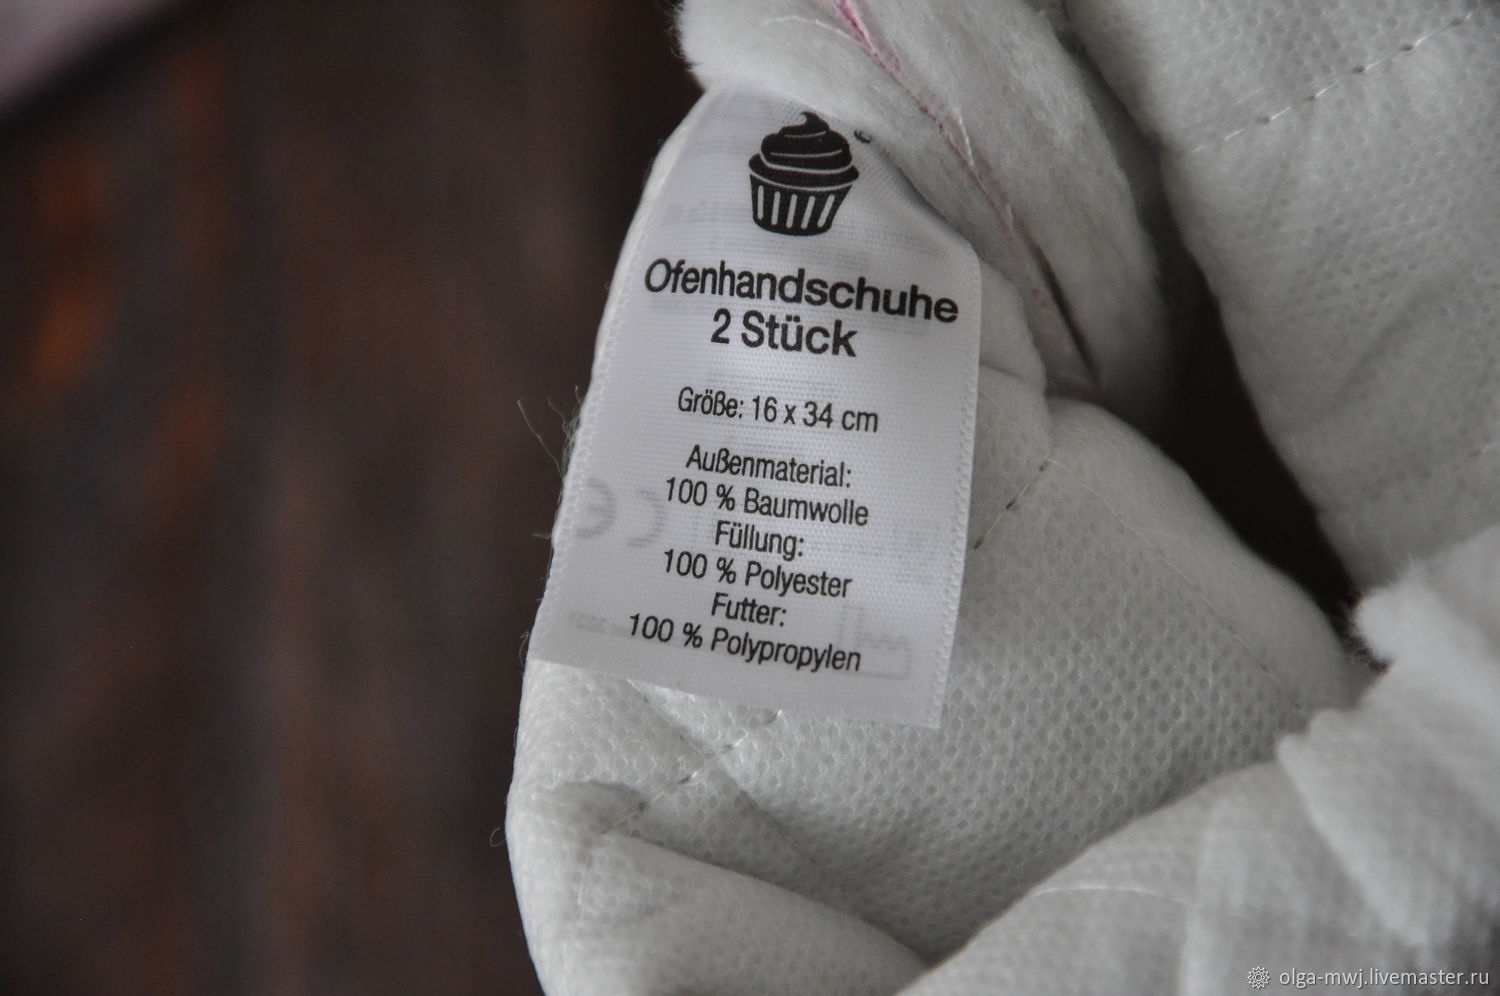 Ofenhandschuhe
2 Stück
Größe: 16 x 34 cm
Außenmaterial:
100 % Baumwolle
Füllung:
100 % Polyester
Futter:
100 % Polypropylen
olga-mwj.livemaster.ru